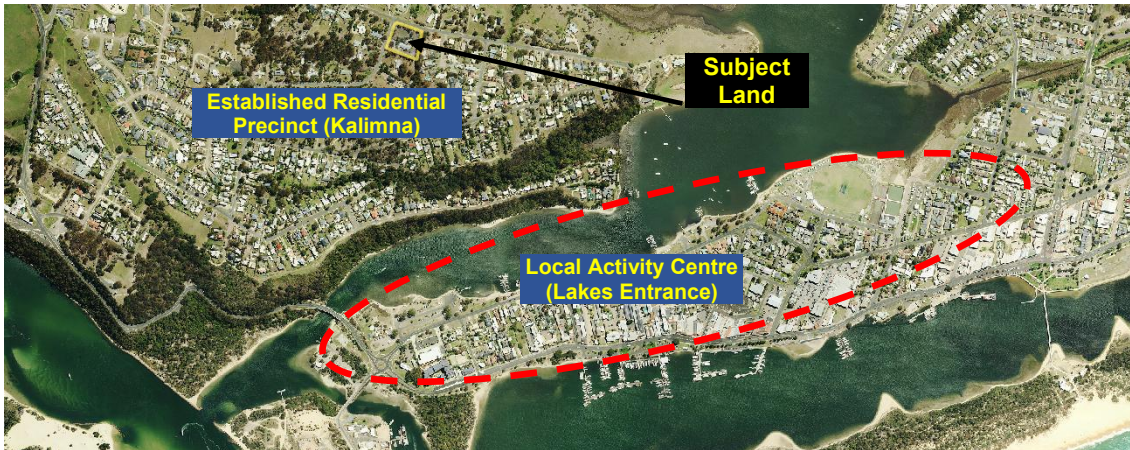 Subject
Land
Established Residential
Precinct (Kalimna)
Local Activity Centre
(Lakes Entrance)